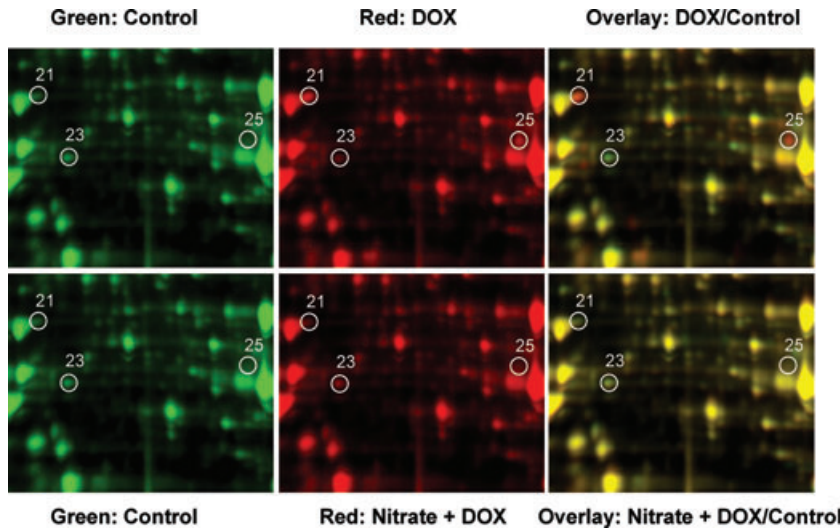 Green: Control Red: DOX Overlay: DOX/Control
21 21 21
23 25 23 25 23 25
21 21 21
23 25 23 25 23 25
Green: Control Red: Nitrate + DOX Overlay: Nitrate + DOX/Control